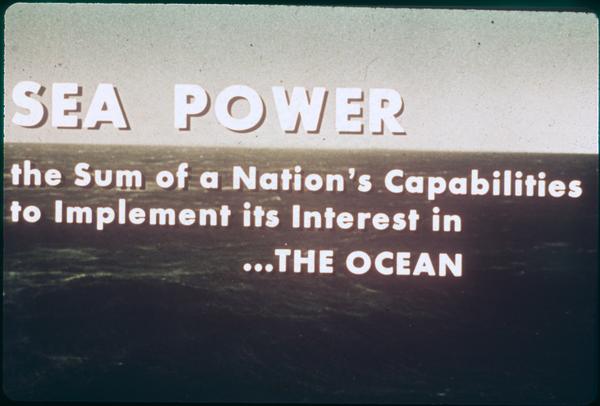 SEA POWER
the Sum of a Nation's Capabilities
to Implement its Interest in
...THE OCEAN